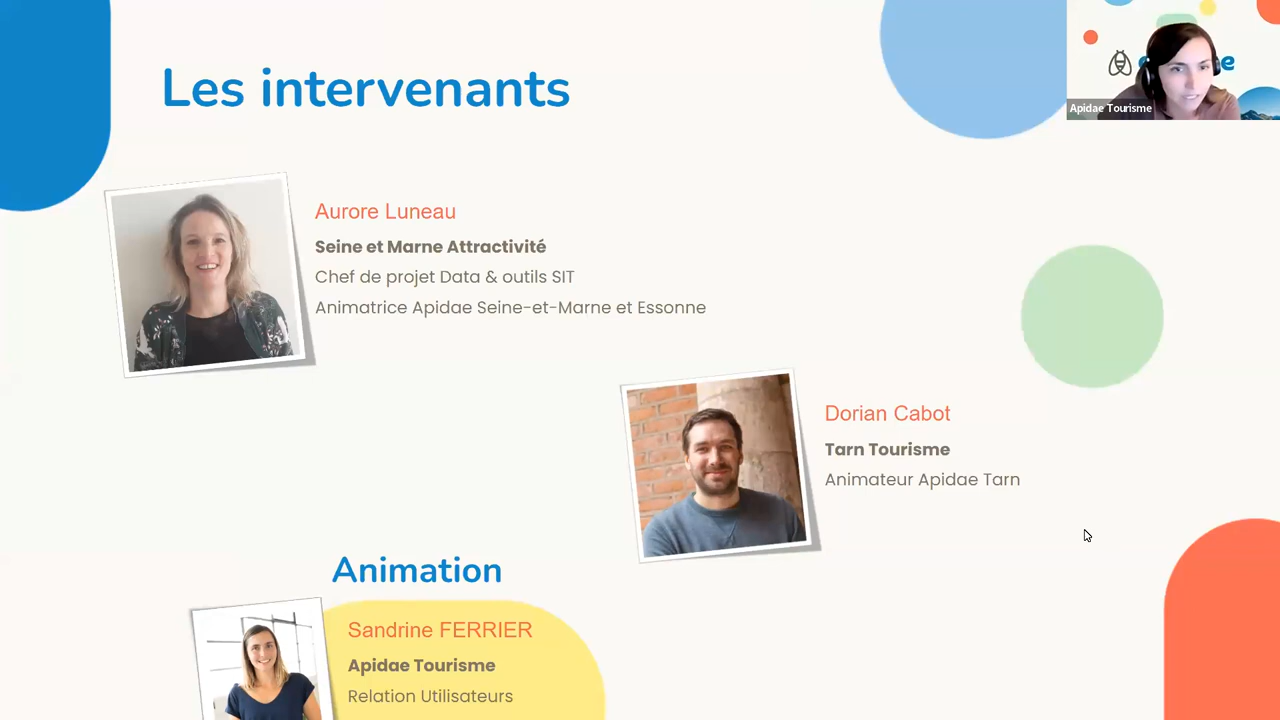 Les intervenants
Apidae Tourisme
Aurore Luneau
Seine et Marne Attractivité
Chef de projet Data & outils SIT
Animatrice Apidae Seine-et-Marne et Essonne
Dorian Cabot
Tarn Tourisme
Animateur Apidae Tarn
Animation
Sandrine FERRIER
Apidae Tourisme
Relation Utilisateurs